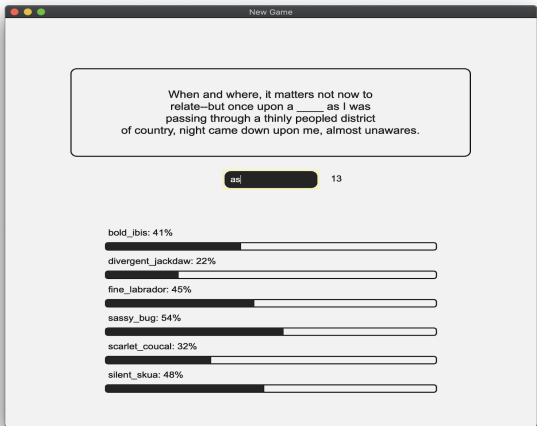 New Game
When and where, it matters not now to
relate--but once upon a ____ as I was
passing through a thinly peopled district
of country, night came down upon me, almost unawares.
as
13
bold_ibis: 41%
divergent_jackdaw: 22%
fine_labrador: 45%
sassy_bug: 54%
scarlet_coucal: 32%
silent_skua: 48%